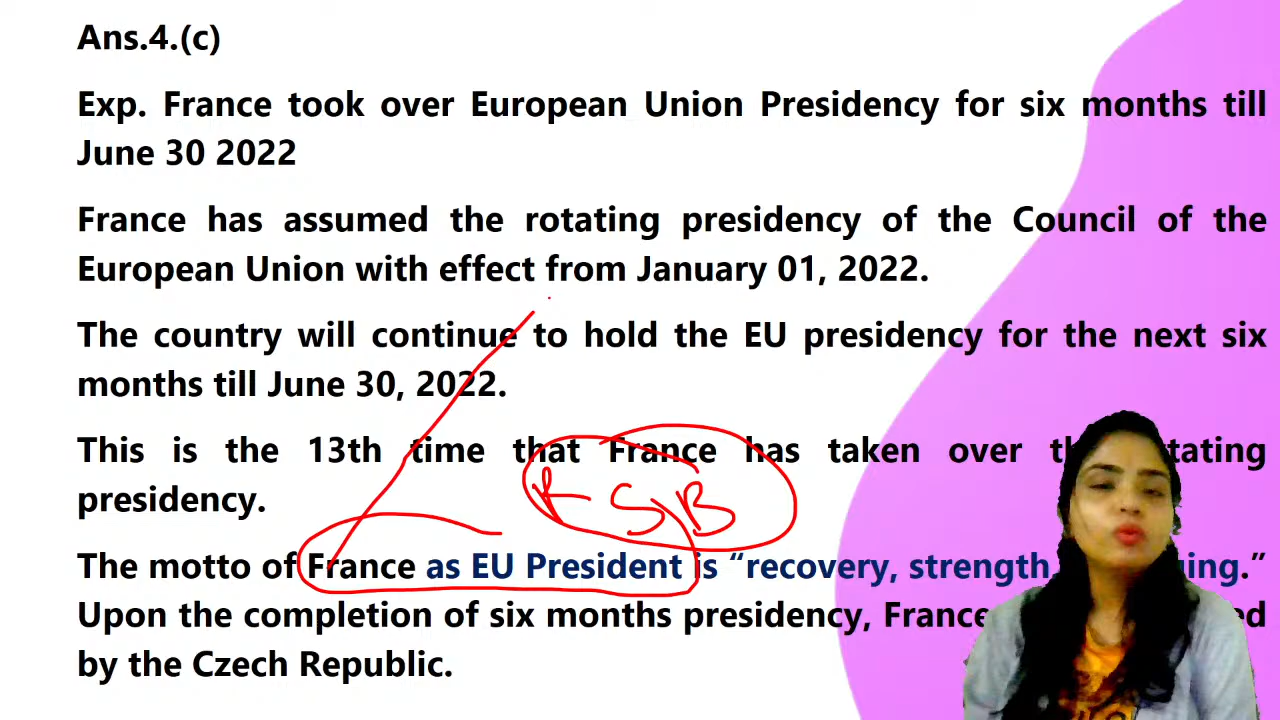 Ans.4.(c)
Exp. France took over European Union Presidency for six months till
June 30 2022
France has assumed the rotating presidency of the Council of the
European Union with effect from January 01, 2022.
The country will continue to hold the EU presidency for the next six
months till June 30, 2022.
This is the 13th time that France has taken over
presidency.
RSB
The motto of France as EU President is “recovery, strength,
Upon the completion of six months presidency, France
by the Czech Republic.